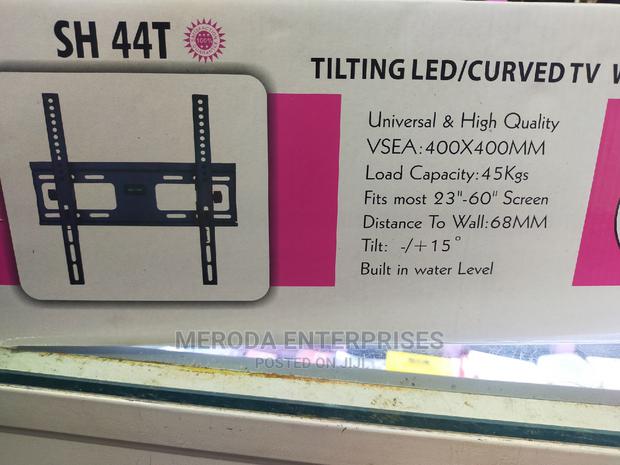 SH 44T
100%
TILTING LED/CURVED TV
Universal & High Quality
VSEA:400X400MM
Load Capacity:45Kgs
Fits most 23"-60" Screen
Distance To Wall:68MM
Tilt: -/+15°
Built in water Level
MERODA ENTERPRISES
POSTED ON JIJI